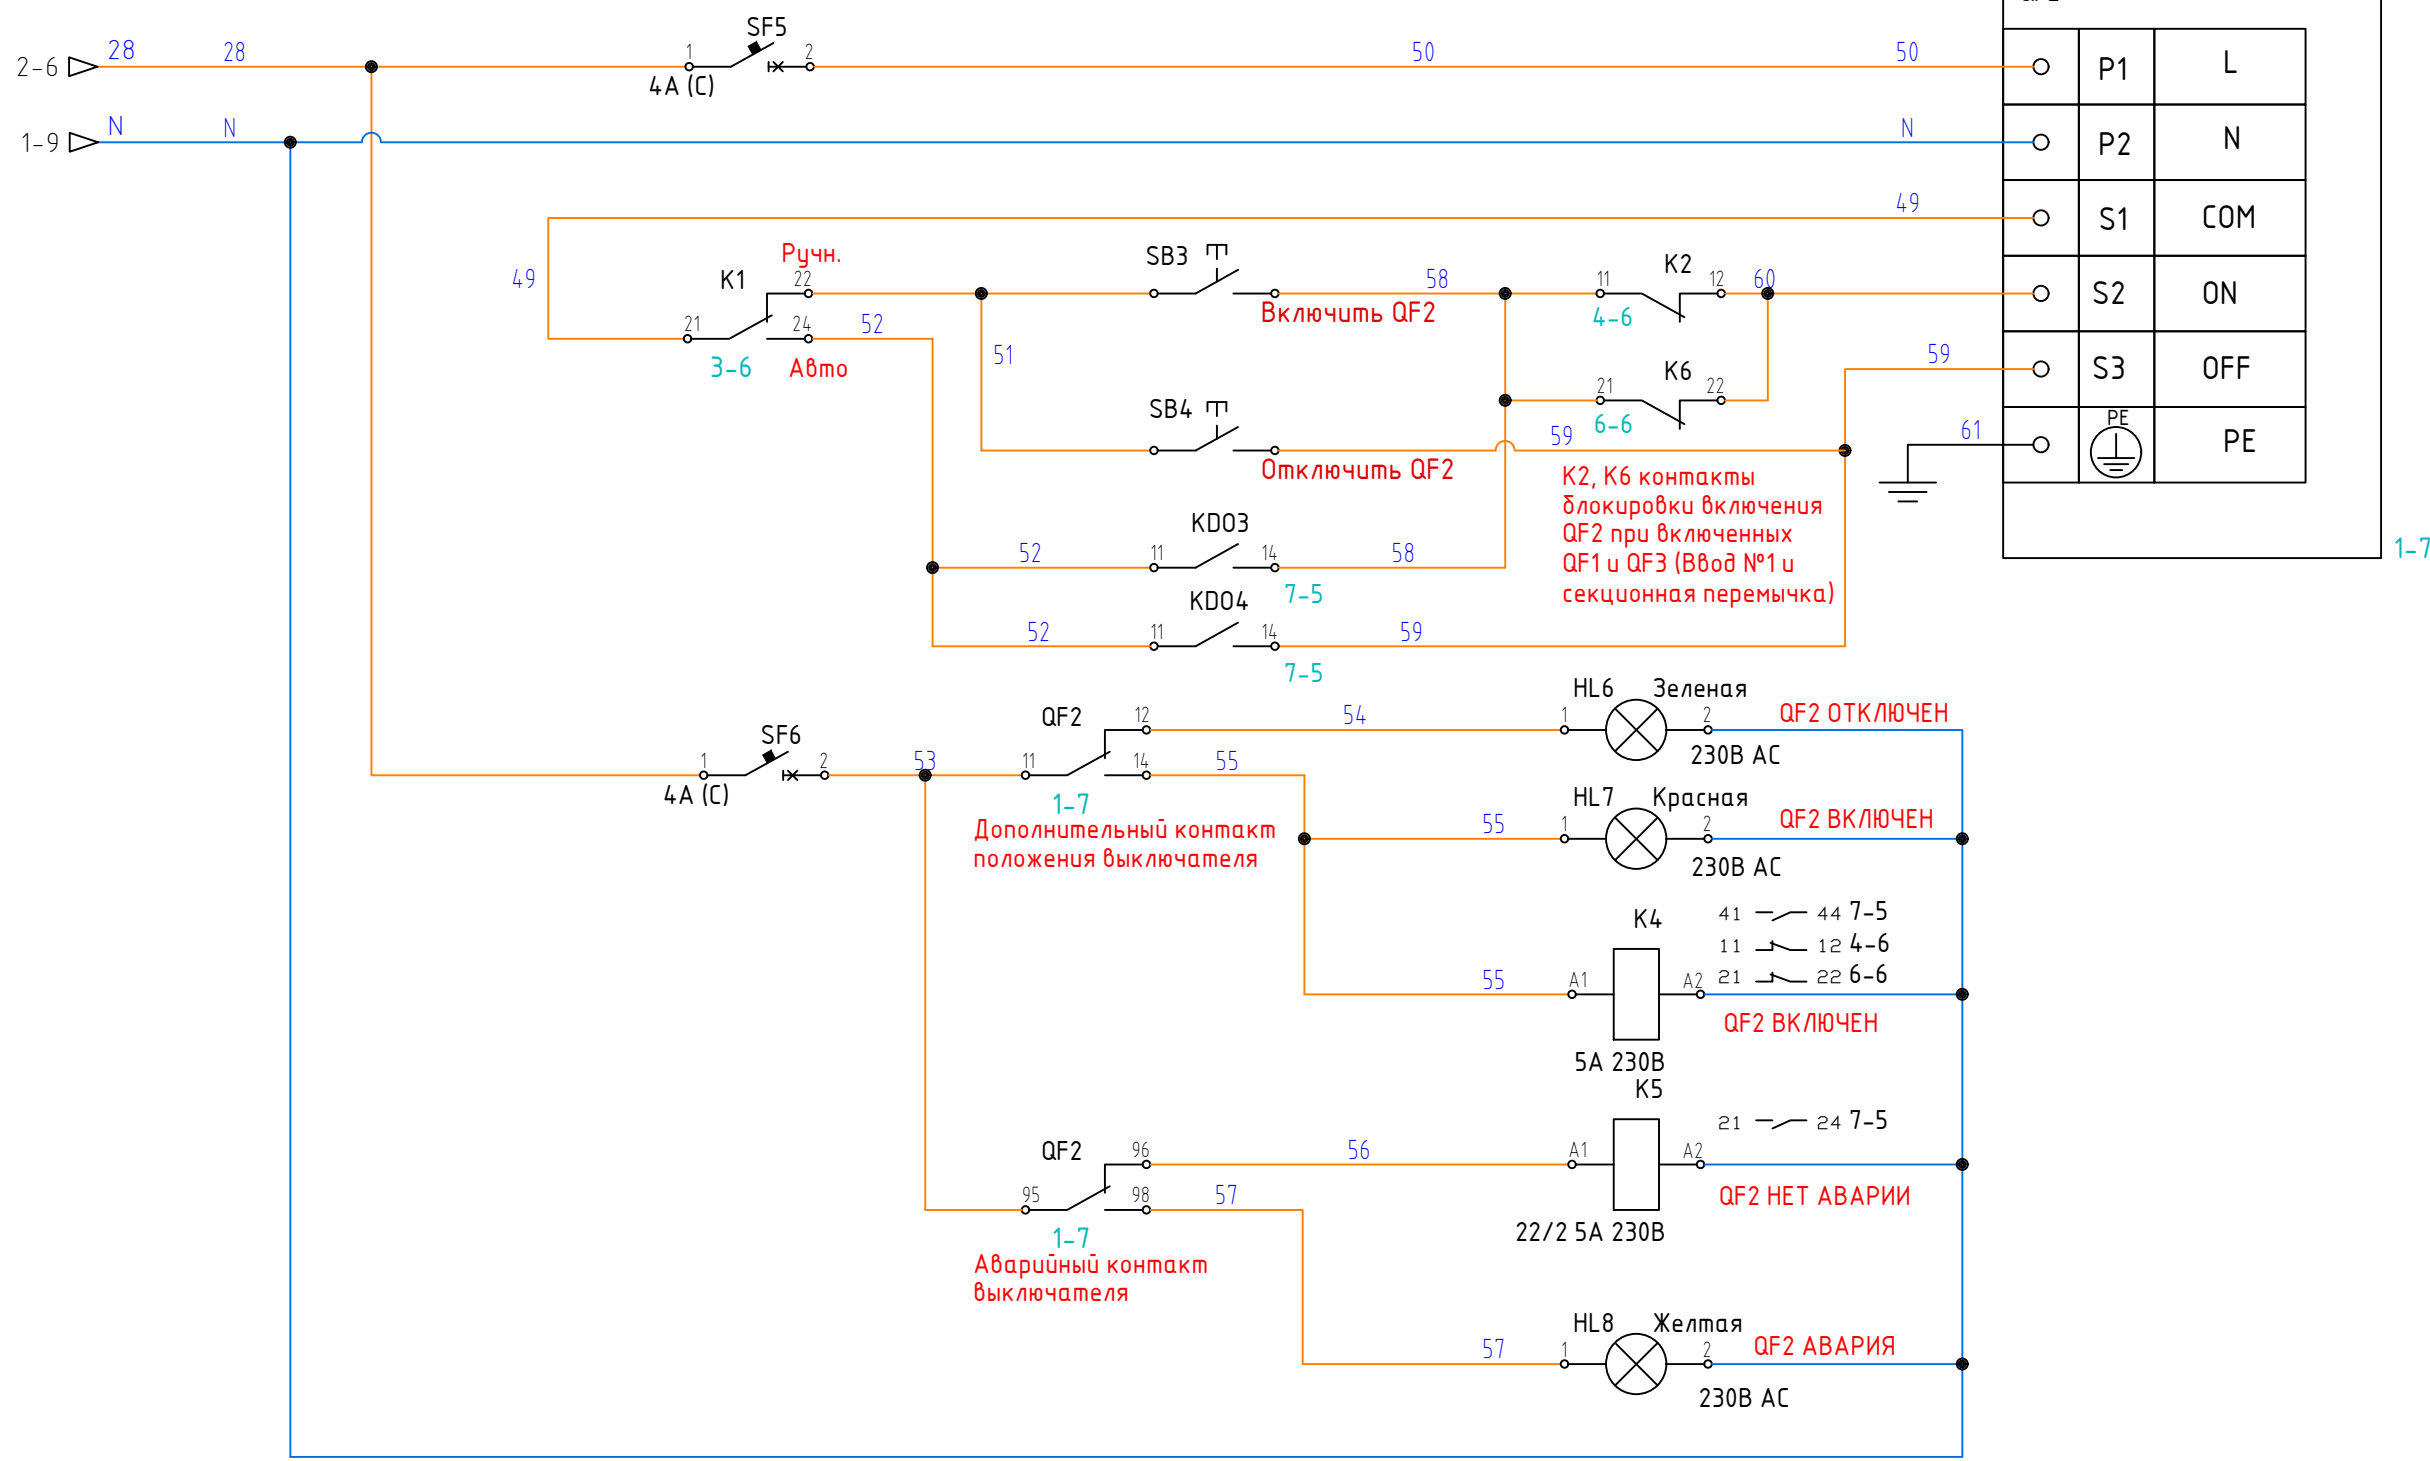 SF5
2-6
28
28
1
2
4А (С)
50
50
P1
L
1-9
N
N
N
P2
N
49
S1
COM
Ручн.
K1
22
49
21
24
52
3-6
Авто
51
SB3
Включить QF2
58
11
K2
12
60
4-6
S2
ON
K6
21
22
6-6
59
S3
OFF
SB4
Отключить QF2
59
61
PE
PE
K2, K6 контакты
блокировки включения
QF2 при включенных
QF1 и QF3 (Ввод №1 и
секционная перемычка)
1-7
KDO3
52
11
14
58
7-5
KDO4
52
11
14
59
7-5
HL6
Зеленая
1
2
QF2 ОТКЛЮЧЕН
230В АС
SF6
1
2
4А (С)
53
QF2
12
54
11
14
55
1-7
Дополнительный контакт
положения выключателя
HL7
Красная
55
1
2
QF2 ВКЛЮЧЕН
230В АС
K4
41
44 7-5
11
12 4-6
21
22 6-6
55
A1
A2
QF2 ВКЛЮЧЕН
5А 230В
K5
21
24 7-5
QF2
96
56
A1
A2
95
98
57
QF2 НЕТ АВАРИИ
22/2 5А 230В
1-7
Аварийный контакт
выключателя
HL8
Желтая
57
1
2
QF2 АВАРИЯ
230В АС